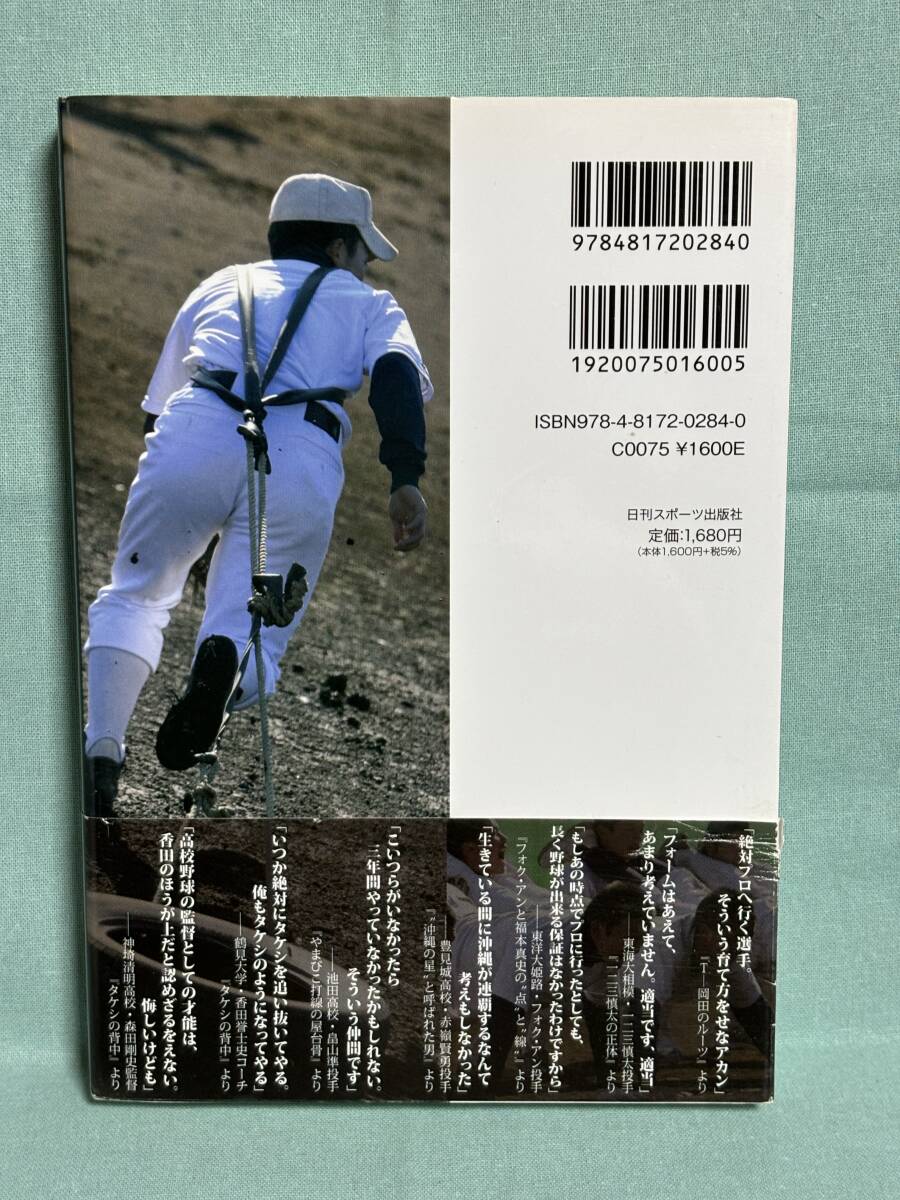 9784817202840
1920075016005
ISBN978-4-8172-0284-0
C0075 ¥1600E
日刊スポーツ出版社
定価:1,680円
(本体1,600円+税5%)
「絶対プロへ行く選手。
そういう育て方をせなアカン」
『T―岡田のルーツ』より
「フォームはあえて、
あまり考えていません。適当です、適当」
――東海大相模・一二三慎太投手
『一二三慎太の正体』より
「もしあの時点でプロに行ったとしても、
長く野球が出来る保証はなかったわけですから」
――東洋大姫路・フォク・アン投手
『フォク・アンと福本真史の〝点〟と〝線〟』より
「生きている間に沖縄が連覇するなんて
考えもしなかった」
――豊見城高校・赤嶺賢勇投手
『〝沖縄の星〟と呼ばれた男』より
「こいつらがいなかったら
三年間やっていなかったかもしれない。
そういう仲間です」
――池田高校・畠山準投手
『やまびこ打線の屋台骨』より
「いつか絶対にタケシを追い抜いてやる。
俺もタケシのようになってやる」
――鶴見大学・香田誉士史コーチ
『タケシの背中』より
「高校野球の監督としての才能は、
香田のほうが上だと認めざるをえない。
悔しいけども」
――神埼清明高校・森田剛史監督
『タケシの背中』より